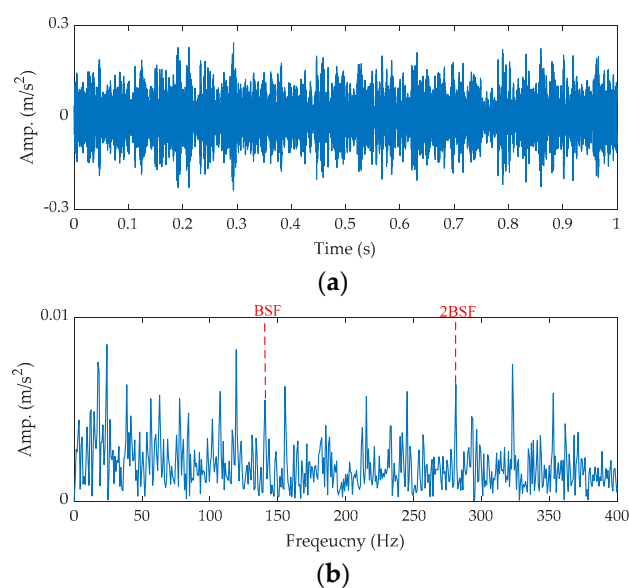 0.3
0
-0.3
Amp. (m/s²)
0 0.1 0.2 0.3 0.4 0.5 0.6 0.7 0.8 0.9 1
Time (s)
(a)
BSF 2BSF
0.01
0
Amp. (m/s²)
0 50 100 150 200 250 300 350 400
Freqeucny (Hz)
(b)